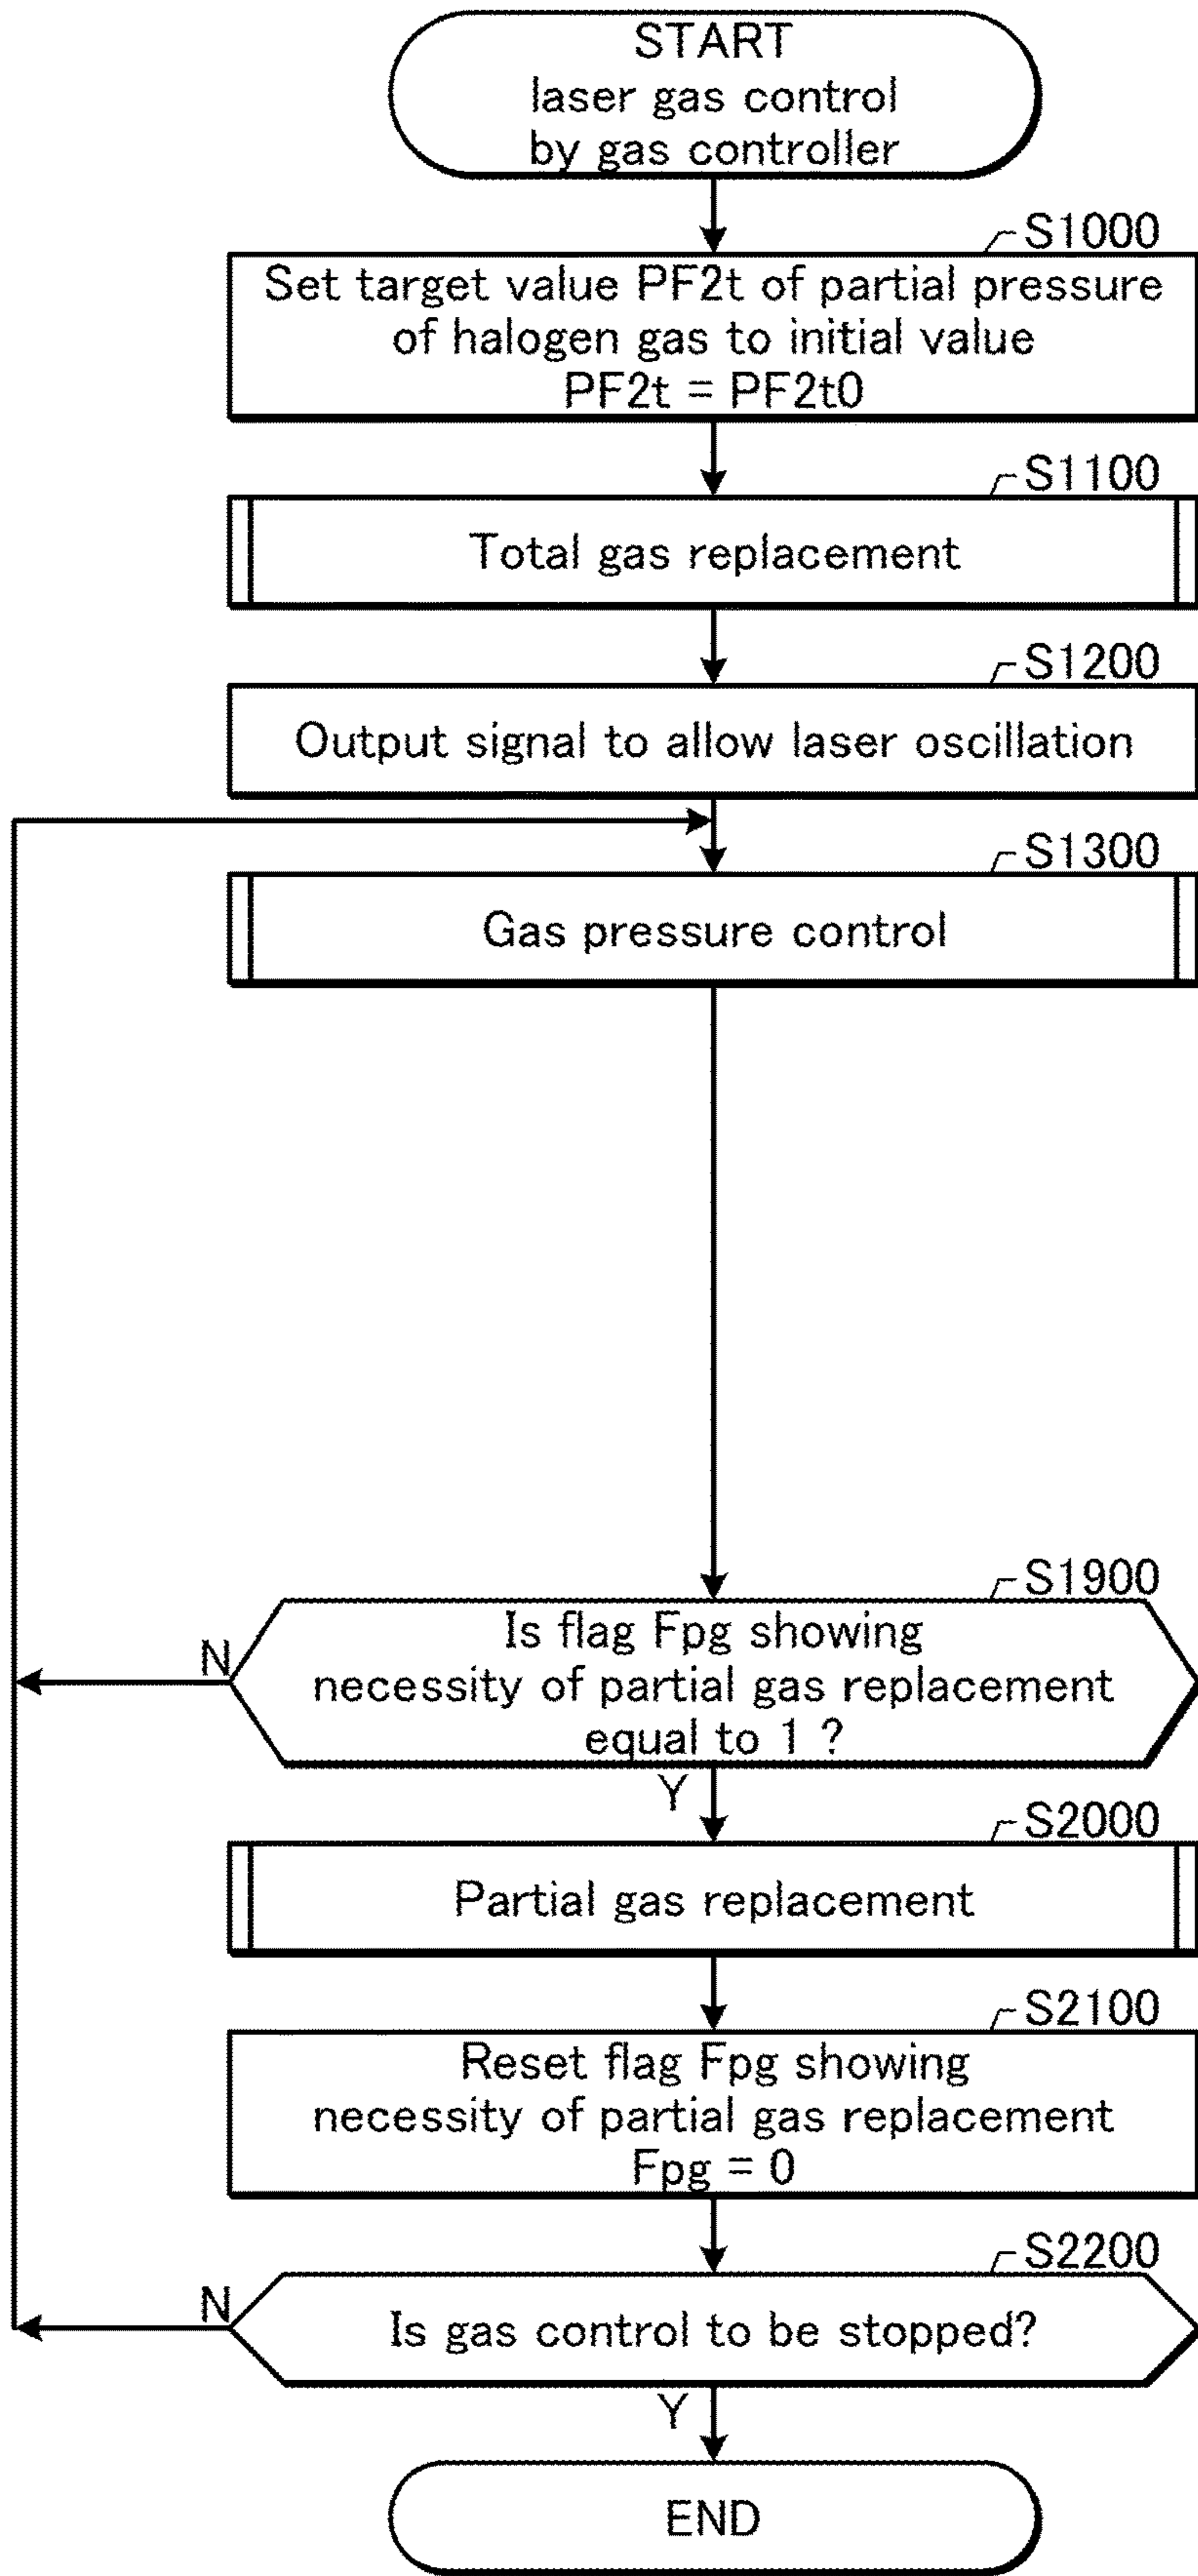 START
laser gas control
by gas controller
S1000
Set target value PF2t of partial pressure
of halogen gas to initial value
PF2t = PF2t0
S1100
Total gas replacement
S1200
Output signal to allow laser oscillation
S1300
Gas pressure control
S1900
Is flag Fpg showing
necessity of partial gas replacement
equal to 1 ?
N
Y
S2000
Partial gas replacement
S2100
Reset flag Fpg showing
necessity of partial gas replacement
Fpg = 0
S2200
Is gas control to be stopped?
N
Y
END